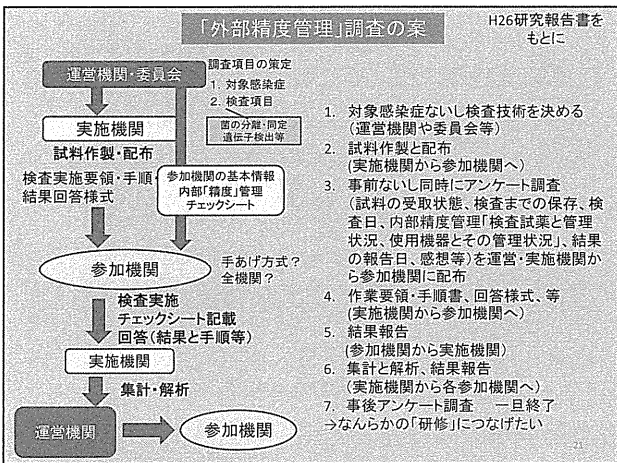 「外部精度管理」調査の案
H26研究報告書を
もとに
運営機関・委員会
調査項目の策定
1. 対象感染症
2. 検査項目
菌の分離・同定
遺伝子検出等
実施機関
試料作製・配布
検査実施要領・手順・
結果回答様式
参加機関の基本情報
内部「精度」管理
チェックシート
参加機関
手あげ方式?
全機関?
検査実施
チェックシート記載
回答(結果と手順等)
実施機関
集計・解析
運営機関
参加機関
1. 対象感染症ないし検査技術を決める
(運営機関や委員会等)
2. 試料作製と配布
(実施機関から参加機関へ)
3. 事前ないし同時にアンケート調査
(試料の受取状態、検査までの保存、検
査日、内部精度管理「検査試薬と管理
状況、使用機器とその管理状況」、結果
の報告日、感想等)を運営・実施機関か
ら参加機関に配布
4. 作業要領・手順書、回答様式、等
(実施機関から参加機関へ)
5. 結果報告
(参加機関から実施機関)
6. 集計と解析、結果報告
(実施機関から各参加機関へ)
7. 事後アンケート調査 一旦終了
→なんらかの「研修」につなげたい
21